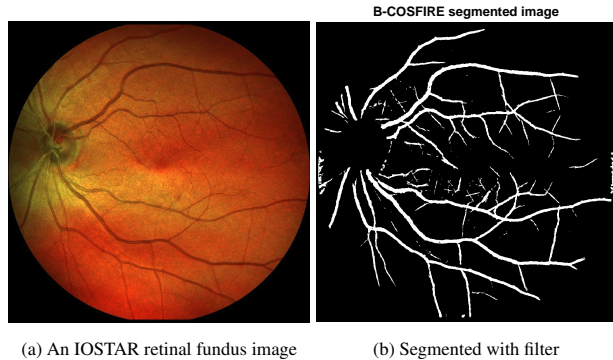 B-COSFIRE segmented image
(a) An IOSTAR retinal fundus image
(b) Segmented with filter